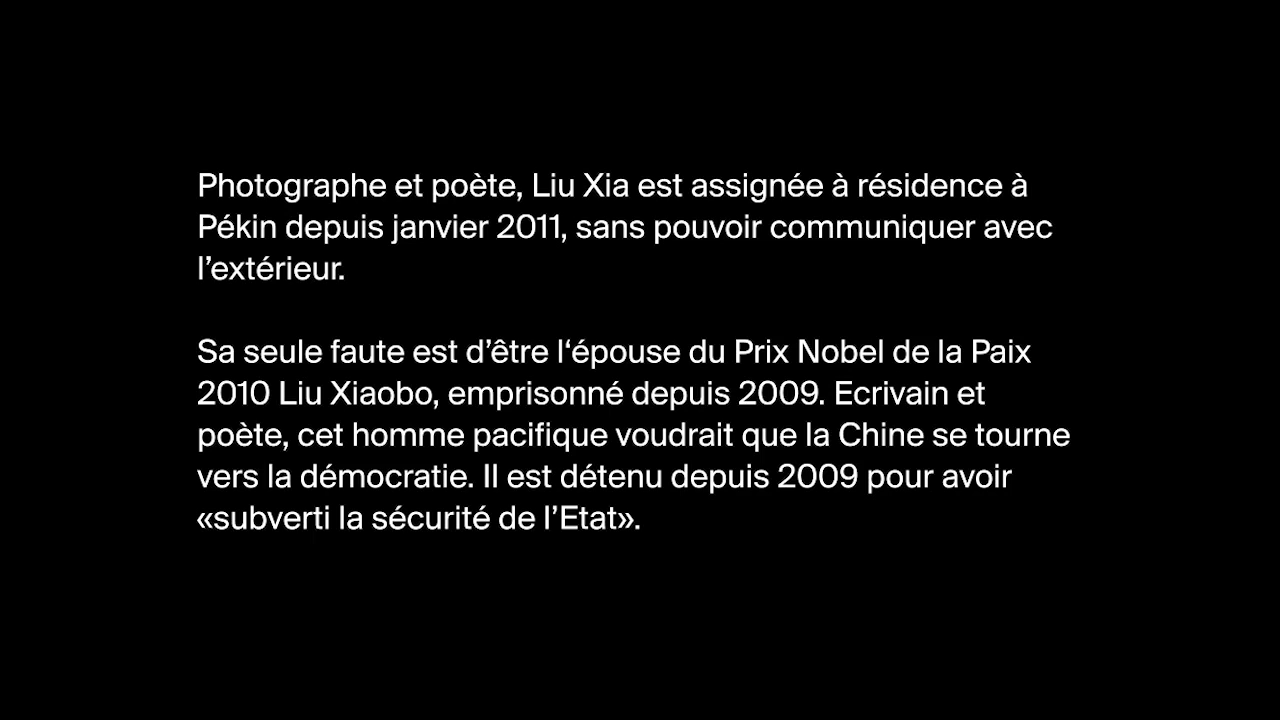 Photographe et poète, Liu Xia est assignée à résidence à
Pékin depuis janvier 2011, sans pouvoir communiquer avec
l’extérieur.
Sa seule faute est d’être l‘épouse du Prix Nobel de la Paix
2010 Liu Xiaobo, emprisonné depuis 2009. Ecrivain et
poète, cet homme pacifique voudrait que la Chine se tourne
vers la démocratie. Il est détenu depuis 2009 pour avoir
«subverti la sécurité de l’Etat».